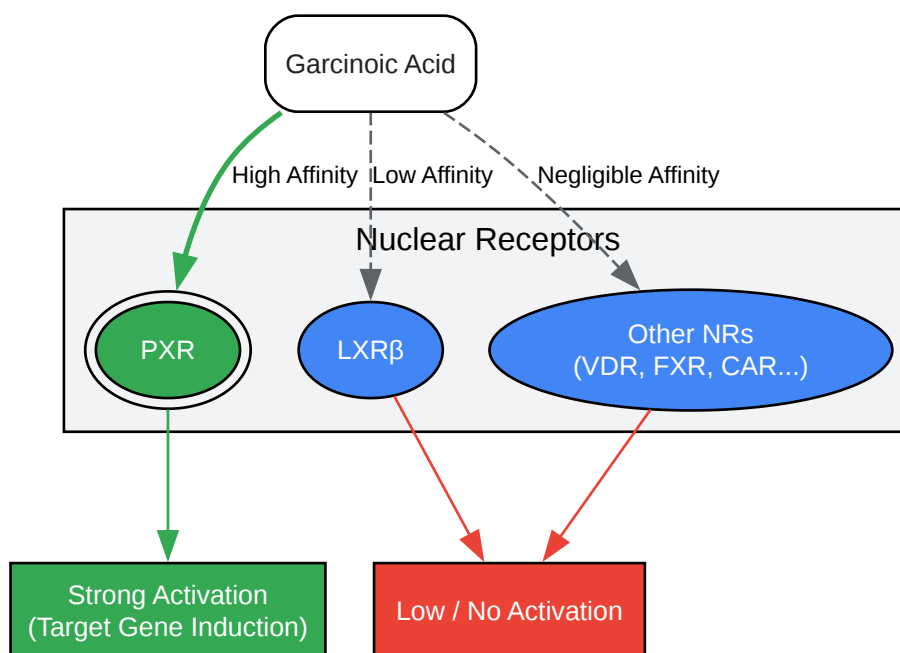 Garcinoic Acid
High Affinity
Low Affinity
Negligible Affinity
Nuclear Receptors
PXR
LXRβ
Other NRs
(VDR, FXR, CAR...)
Strong Activation
(Target Gene Induction)
Low / No Activation